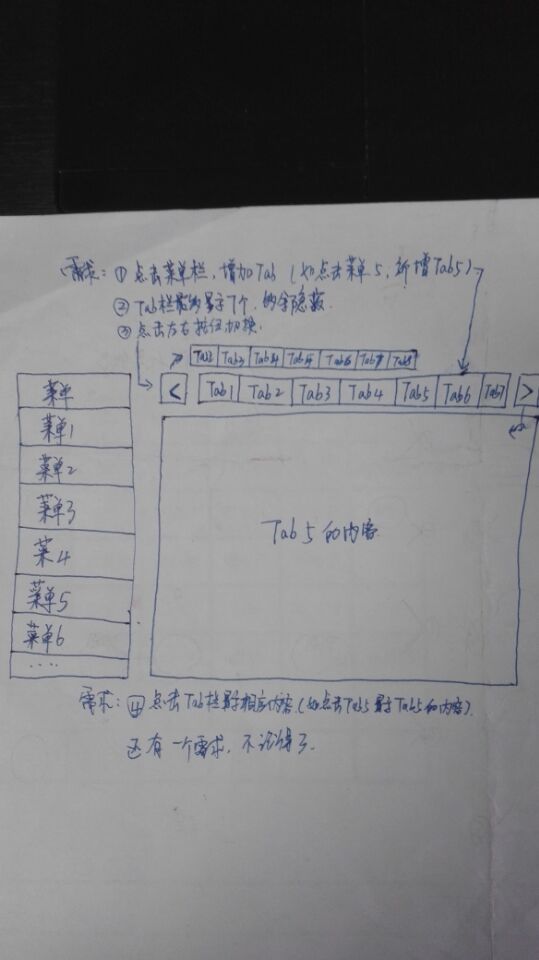 需求：① 点击菜单栏，增加Tab（如点击菜单5，新增Tab5）
② Tab栏最多显示7个，的余隐藏
③ 点击左右按钮切换
Tab2 Tab3 Tab4 Tab5 Tab6 Tab7 Tab8
< Tab1 Tab2 Tab3 Tab4 Tab5 Tab6 Tab7 >
菜单
菜单1
菜单2
菜单3
菜4
菜单5
菜单6
....
Tab5的内容
需求：④ 点击Tab栏显示相应内容.(如点击Tab5显示Tab5的内容)
还有一个需求，不记得了.